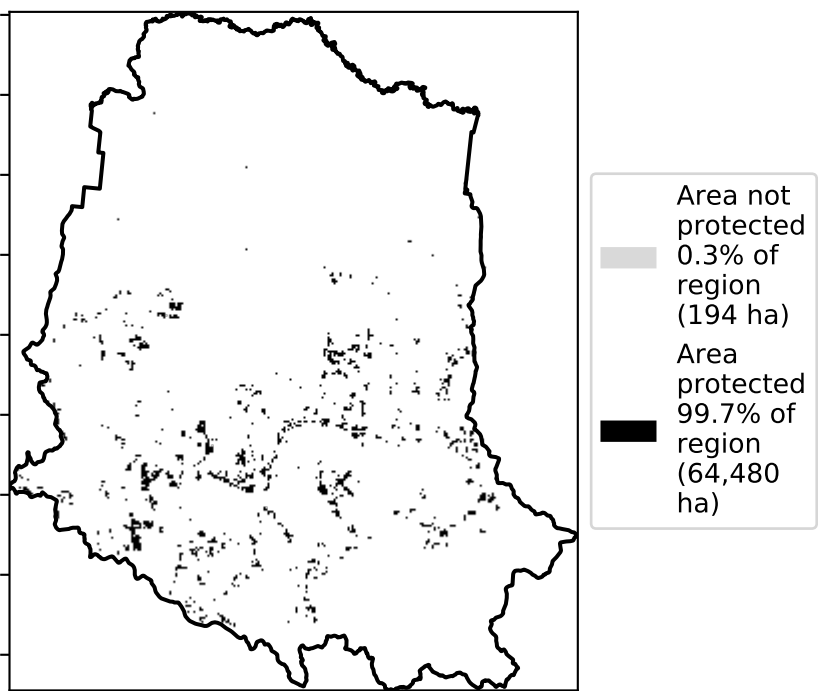 Area not
protected
0.3% of
region
(194 ha)
Area
protected
99.7% of
region
(64,480
ha)